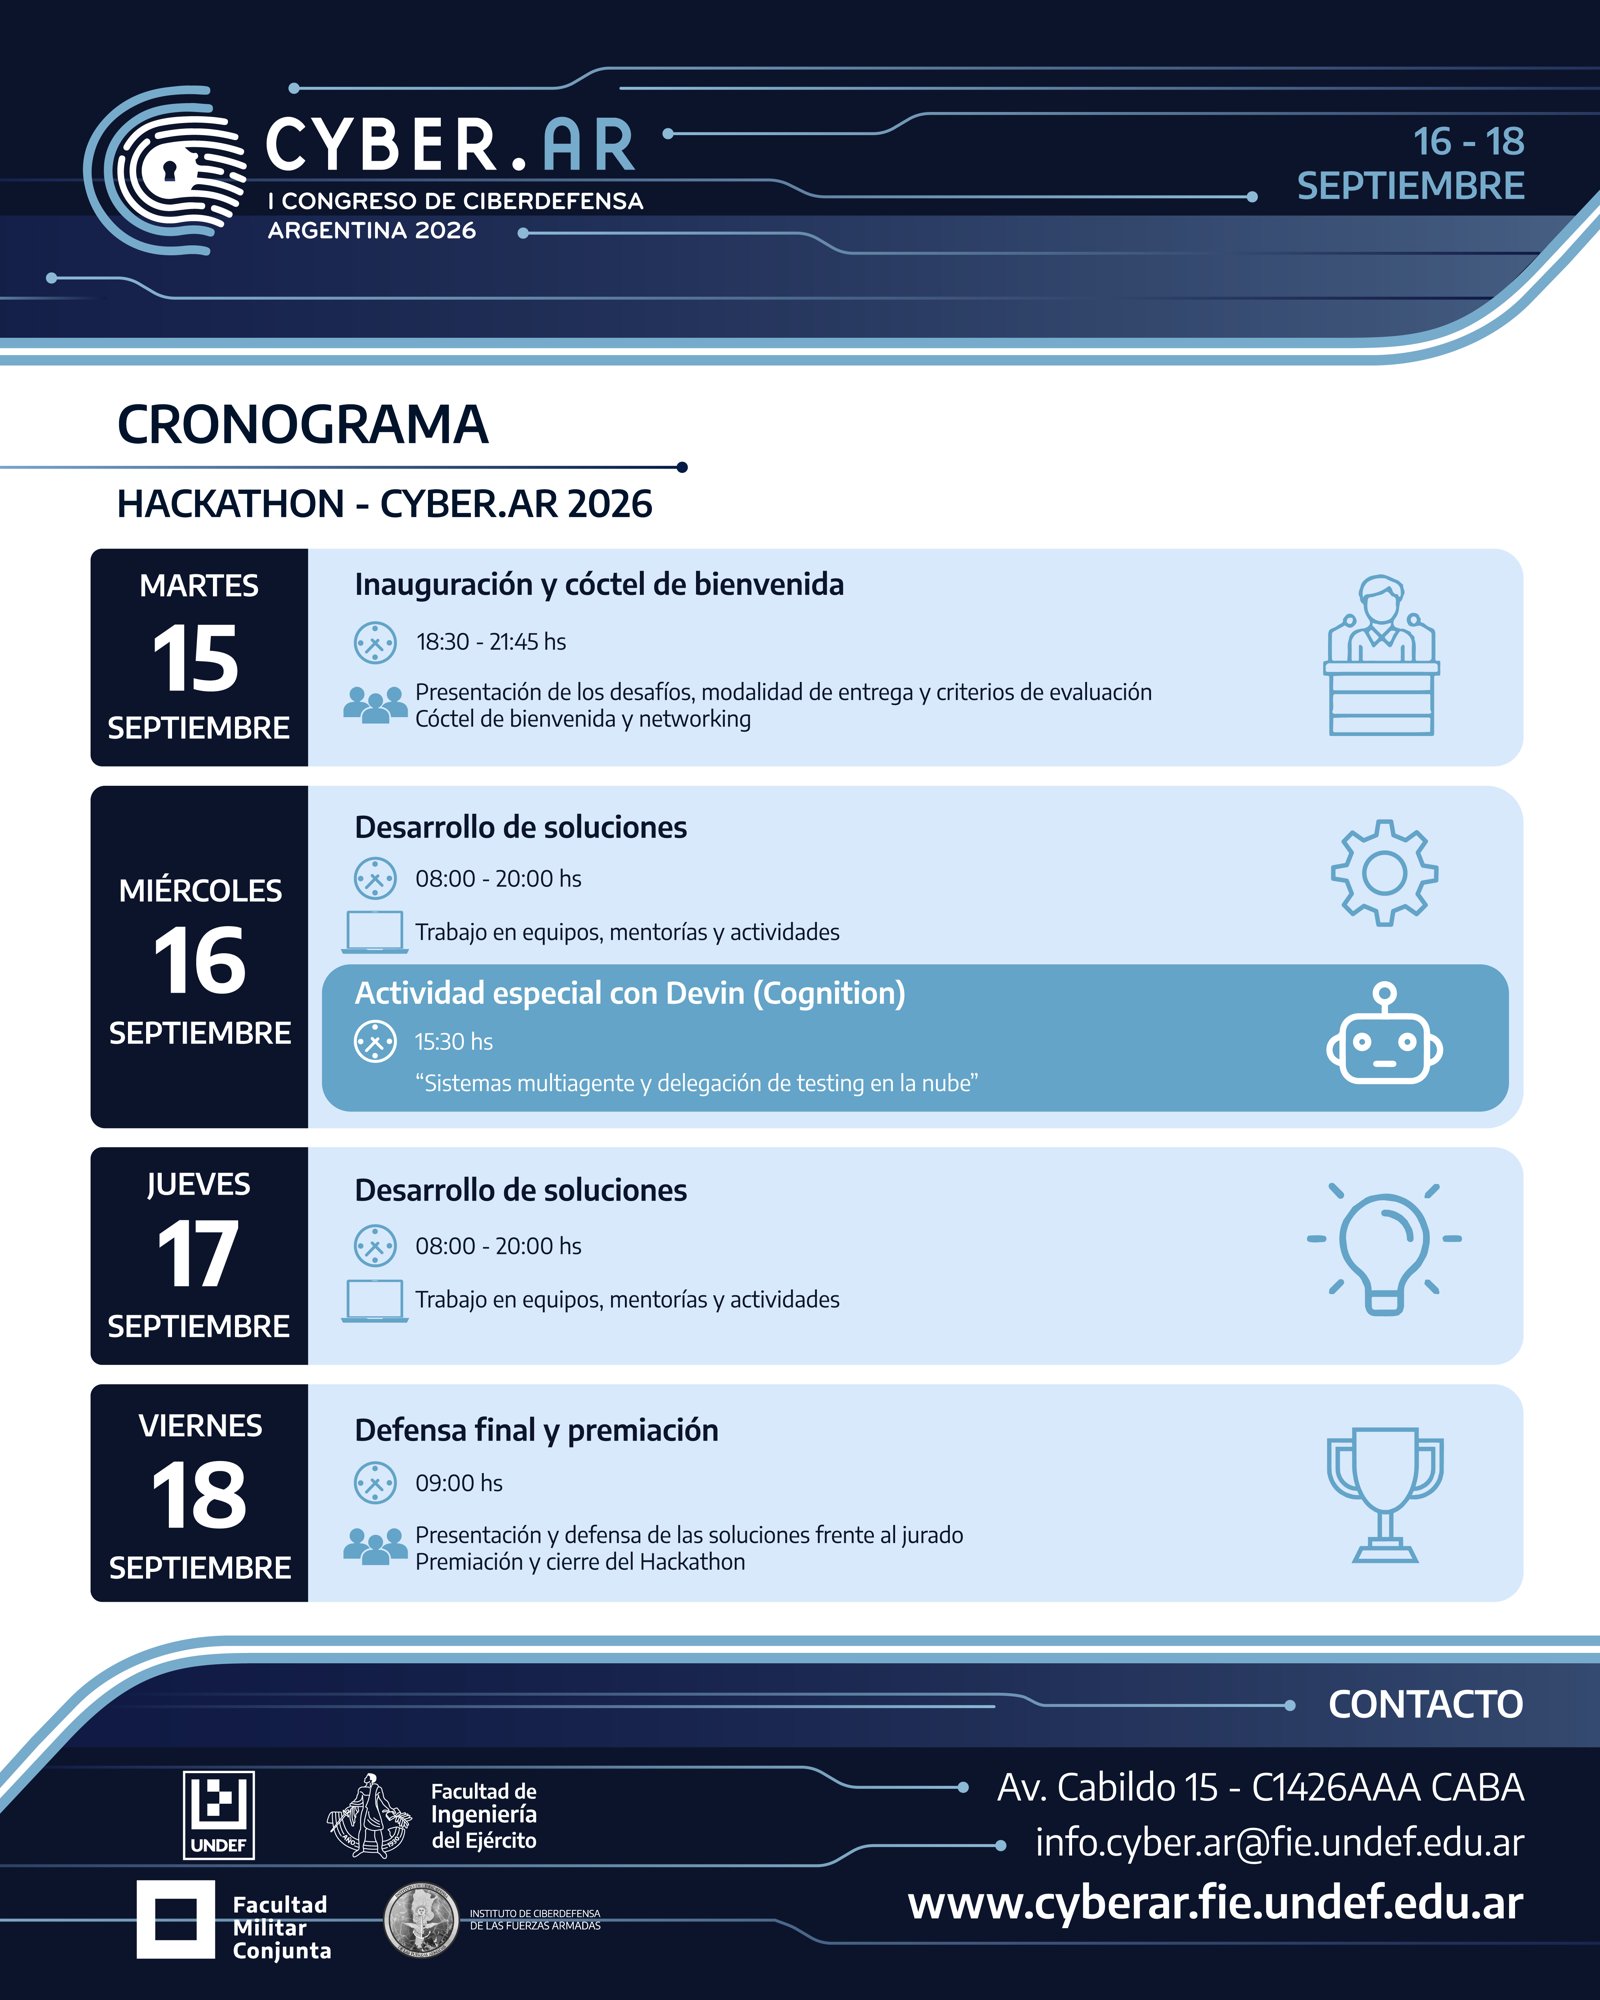 CYBER.AR
I CONGRESO DE CIBERDEFENSA
ARGENTINA 2026
16 - 18
SEPTIEMBRE
CRONOGRAMA
HACKATHON - CYBER.AR 2026
MARTES
15
SEPTIEMBRE
Inauguración y cóctel de bienvenida
18:30 - 21:45 hs
Presentación de los desafíos, modalidad de entrega y criterios de evaluación
Cóctel de bienvenida y networking
MIÉRCOLES
16
SEPTIEMBRE
Desarrollo de soluciones
08:00 - 20:00 hs
Trabajo en equipos, mentorías y actividades
Actividad especial con Devin (Cognition)
15:30 hs
“Sistemas multiagente y delegación de testing en la nube”
JUEVES
17
SEPTIEMBRE
Desarrollo de soluciones
08:00 - 20:00 hs
Trabajo en equipos, mentorías y actividades
VIERNES
18
SEPTIEMBRE
Defensa final y premiación
09:00 hs
Presentación y defensa de las soluciones frente al jurado
Premiación y cierre del Hackathon
CONTACTO
Av. Cabildo 15 - C1426AAA CABA
info.cyber.ar@fie.undef.edu.ar
www.cyberar.fie.undef.edu.ar
UNDEF
AÑO 1930
Facultad de
Ingeniería
del Ejército
Facultad
Militar
Conjunta
INSTITUTO DE CIBERDEFENSA
DE LAS FUERZAS ARMADAS